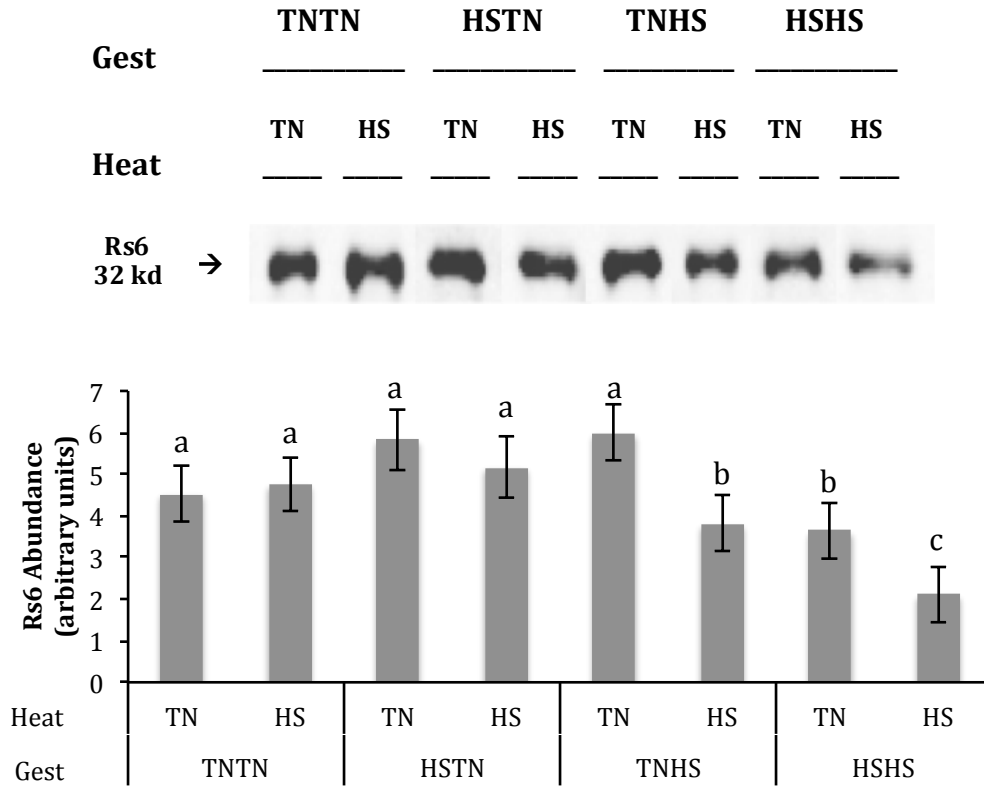 TNTN HSTN TNHS HSHS
Gest
TN HS TN HS TN HS TN HS
Heat
Rs6
32 kd →
Rs6 Abundance
(arbitrary units)
7
6
5
4
3
2
1
0
a a a a a b b c
Heat TN HS TN HS TN HS TN HS
Gest TNTN HSTN TNHS HSHS